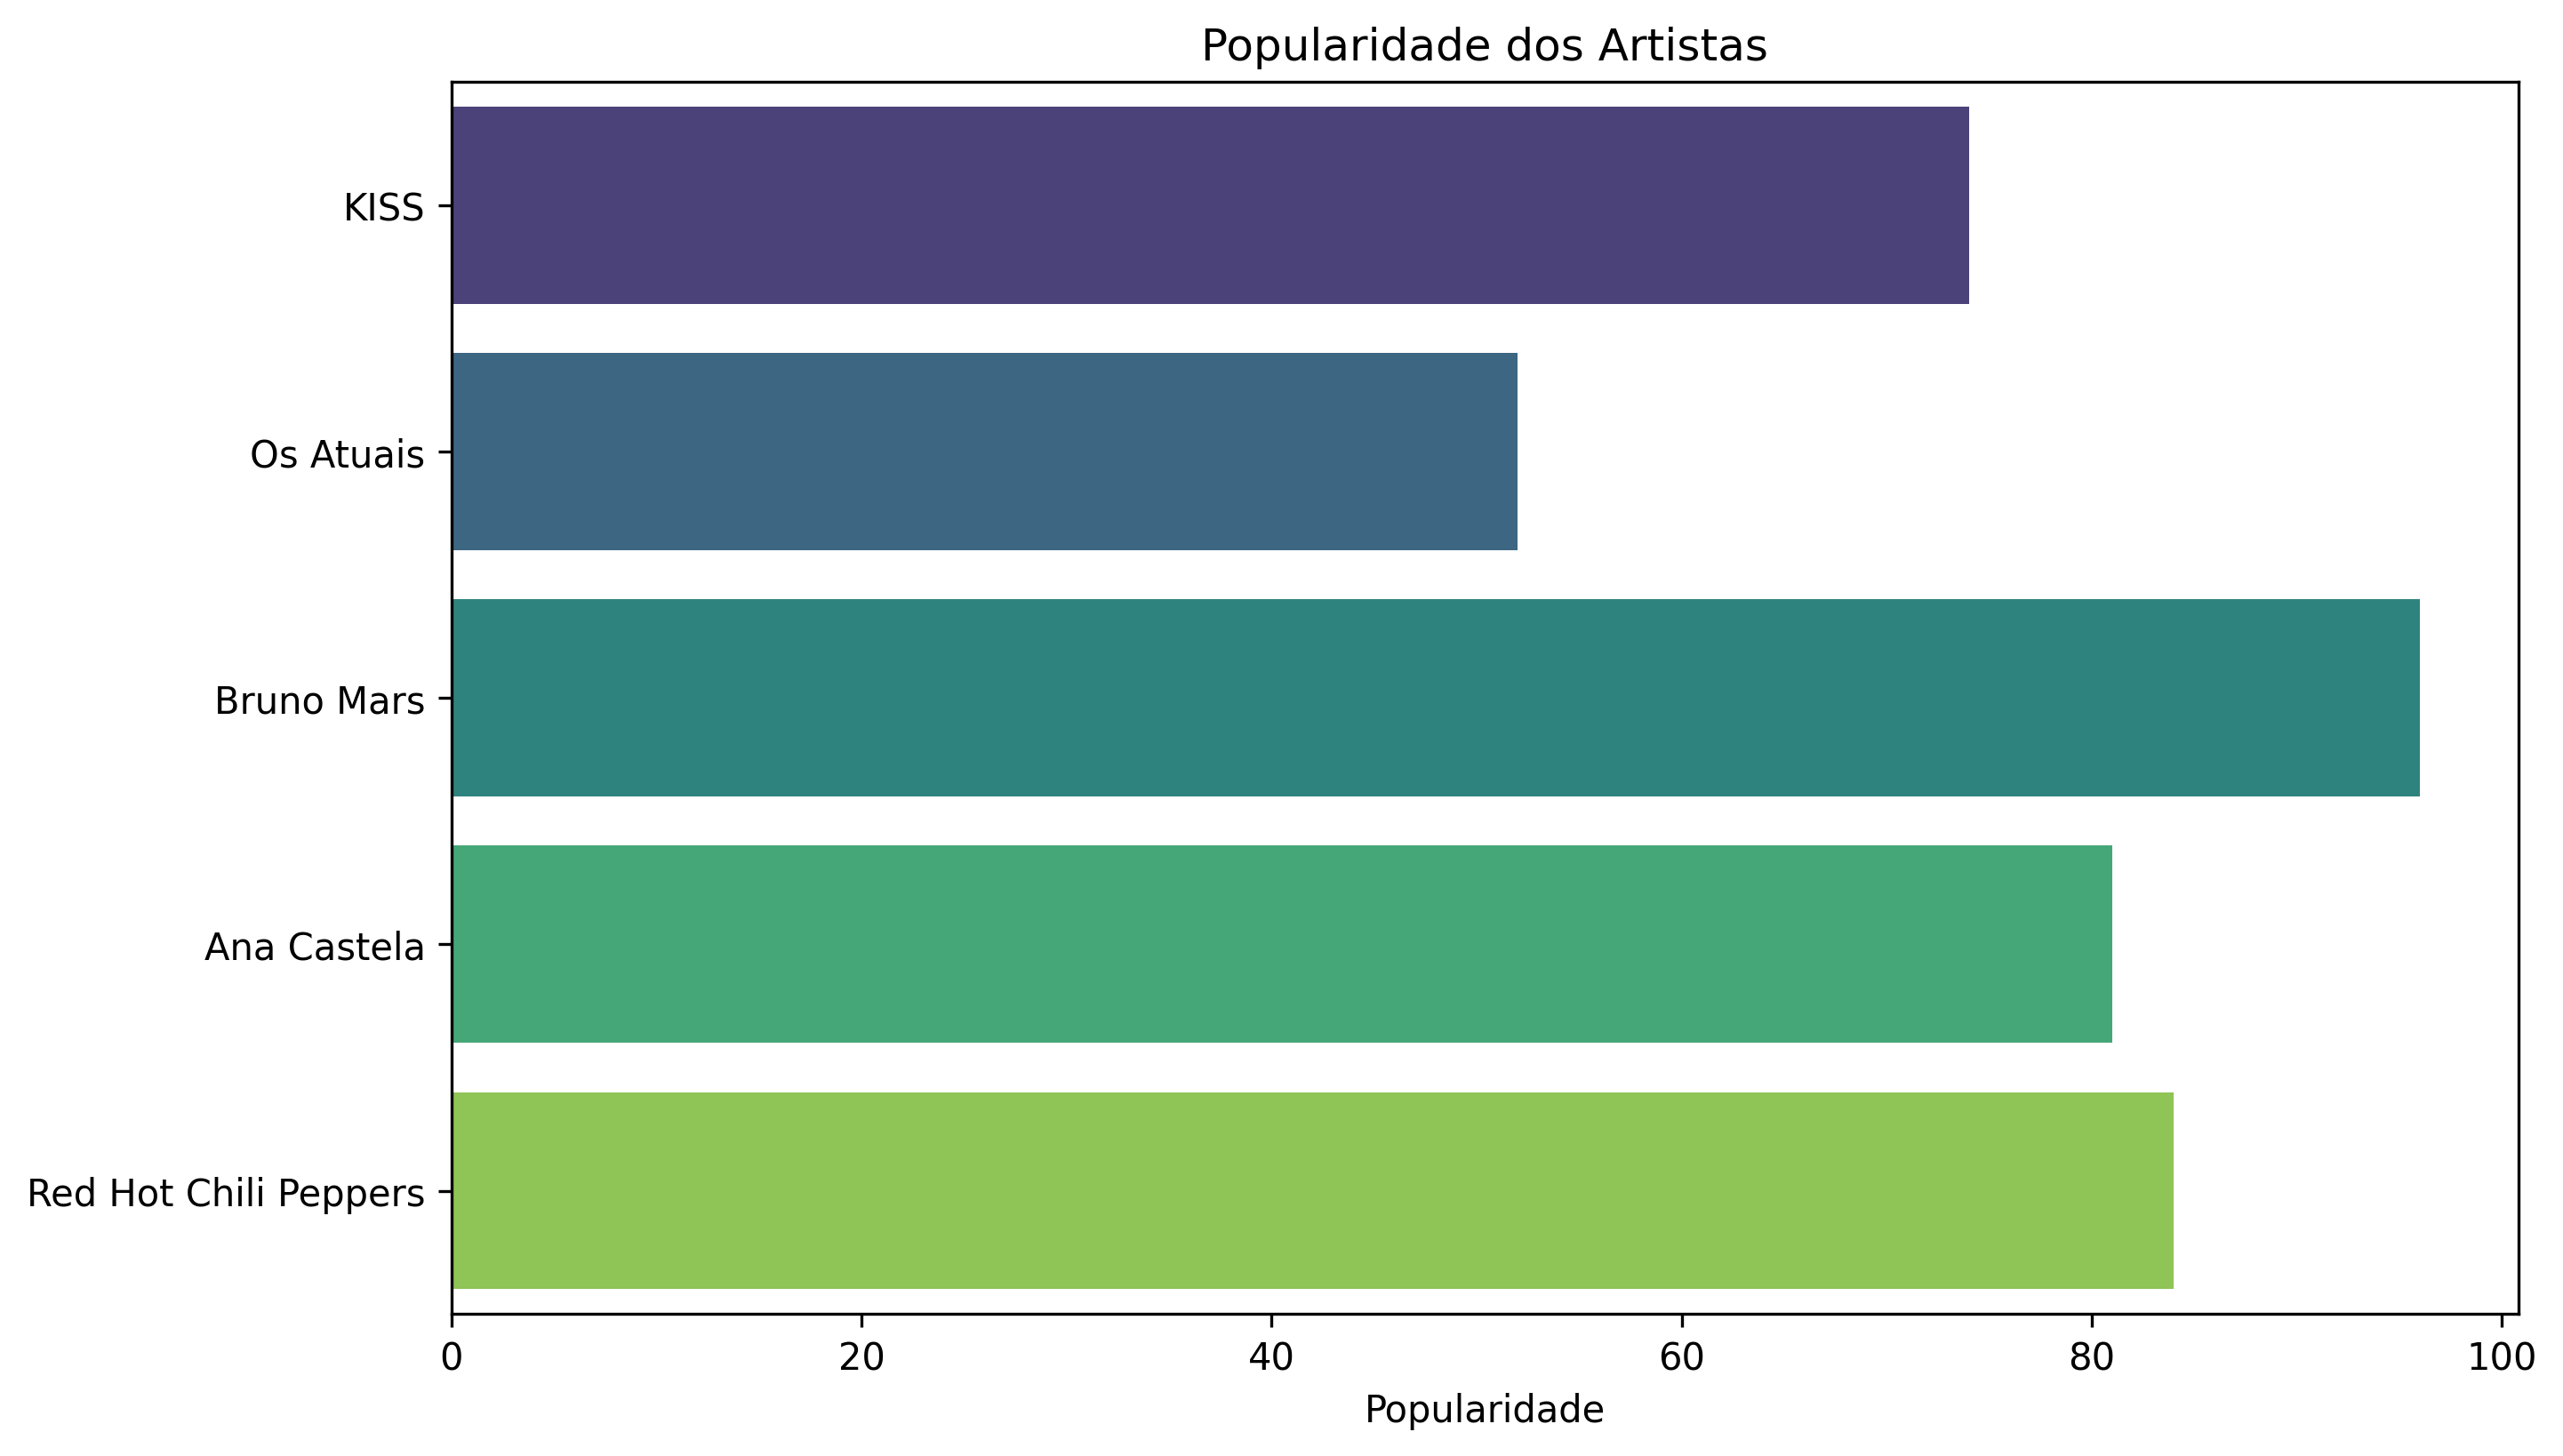 Popularidade dos Artistas
KISS
Os Atuais
Bruno Mars
Ana Castela
Red Hot Chili Peppers
0 20 40 60 80 100
Popularidade